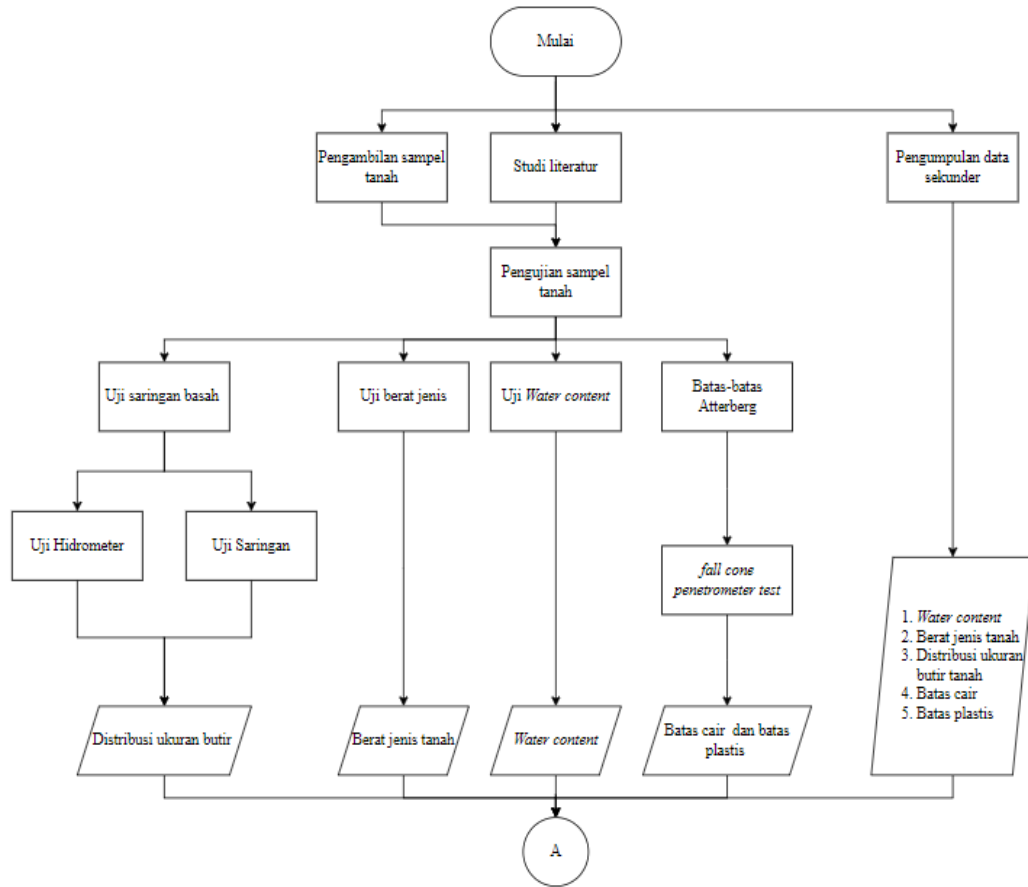 Mulai
Pengambilan sampel
tanah
Studi literatur
Pengumpulan data
sekunder
Pengujian sampel
tanah
Uji saringan basah
Uji berat jenis
Uji Water content
Batas-batas
Atterberg
Uji Hidrometer
Uji Saringan
fall cone
penetrometer test
1. Water content
2. Berat jenis tanah
3. Distribusi ukuran
butir tanah
4. Batas cair
5. Batas plastis
Distribusi ukuran butir
Berat jenis tanah
Water content
Batas cair dan batas
plastis
A